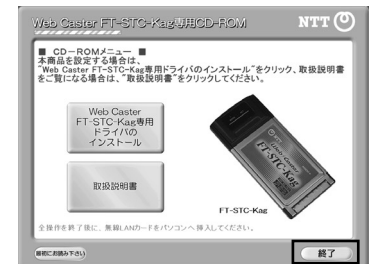 Web Caster FT-STC-Kag専用CD-ROM
NTT
■ CD-ROMメニュー ■
本商品を設定する場合は、
"Web Caster FT-STC-Kag専用ドライバのインストール"をクリック、取扱説明書
をご覧になる場合は、"取扱説明書"をクリックしてください。
Web Caster
FT-STC-Kag専用
ドライバの
インストール
取扱説明書
Web Caster
FT-STC-Kag
FT-STC-Kag
全操作を終了後に、無線LANカードをパソコンへ挿入してください。
最初にお読み下さい
終了